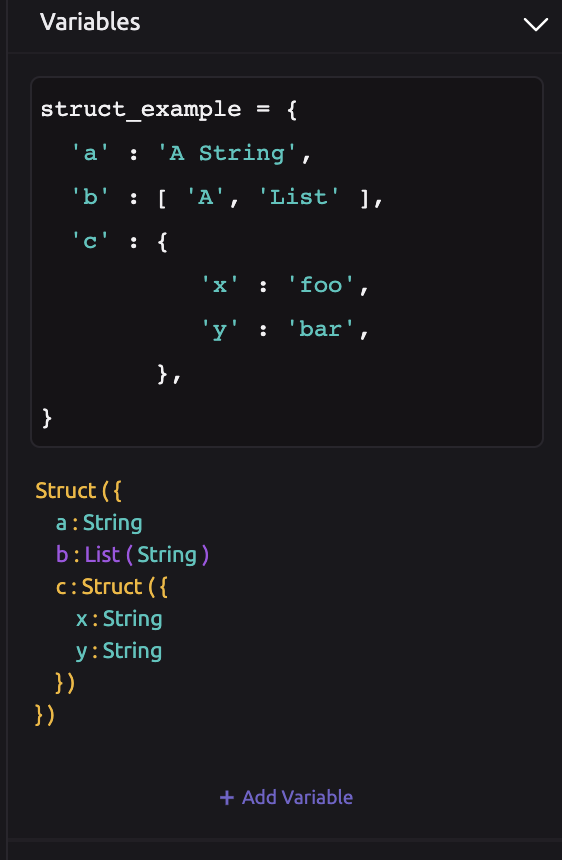 Variables
struct_example = {
'a' : 'A String',
'b' : [ 'A', 'List' ],
'c' : {
'x' : 'foo',
'y' : 'bar',
},
}
Struct({
a:String
b:List(String)
c:Struct({
x:String
y:String
})
})
+ Add Variable